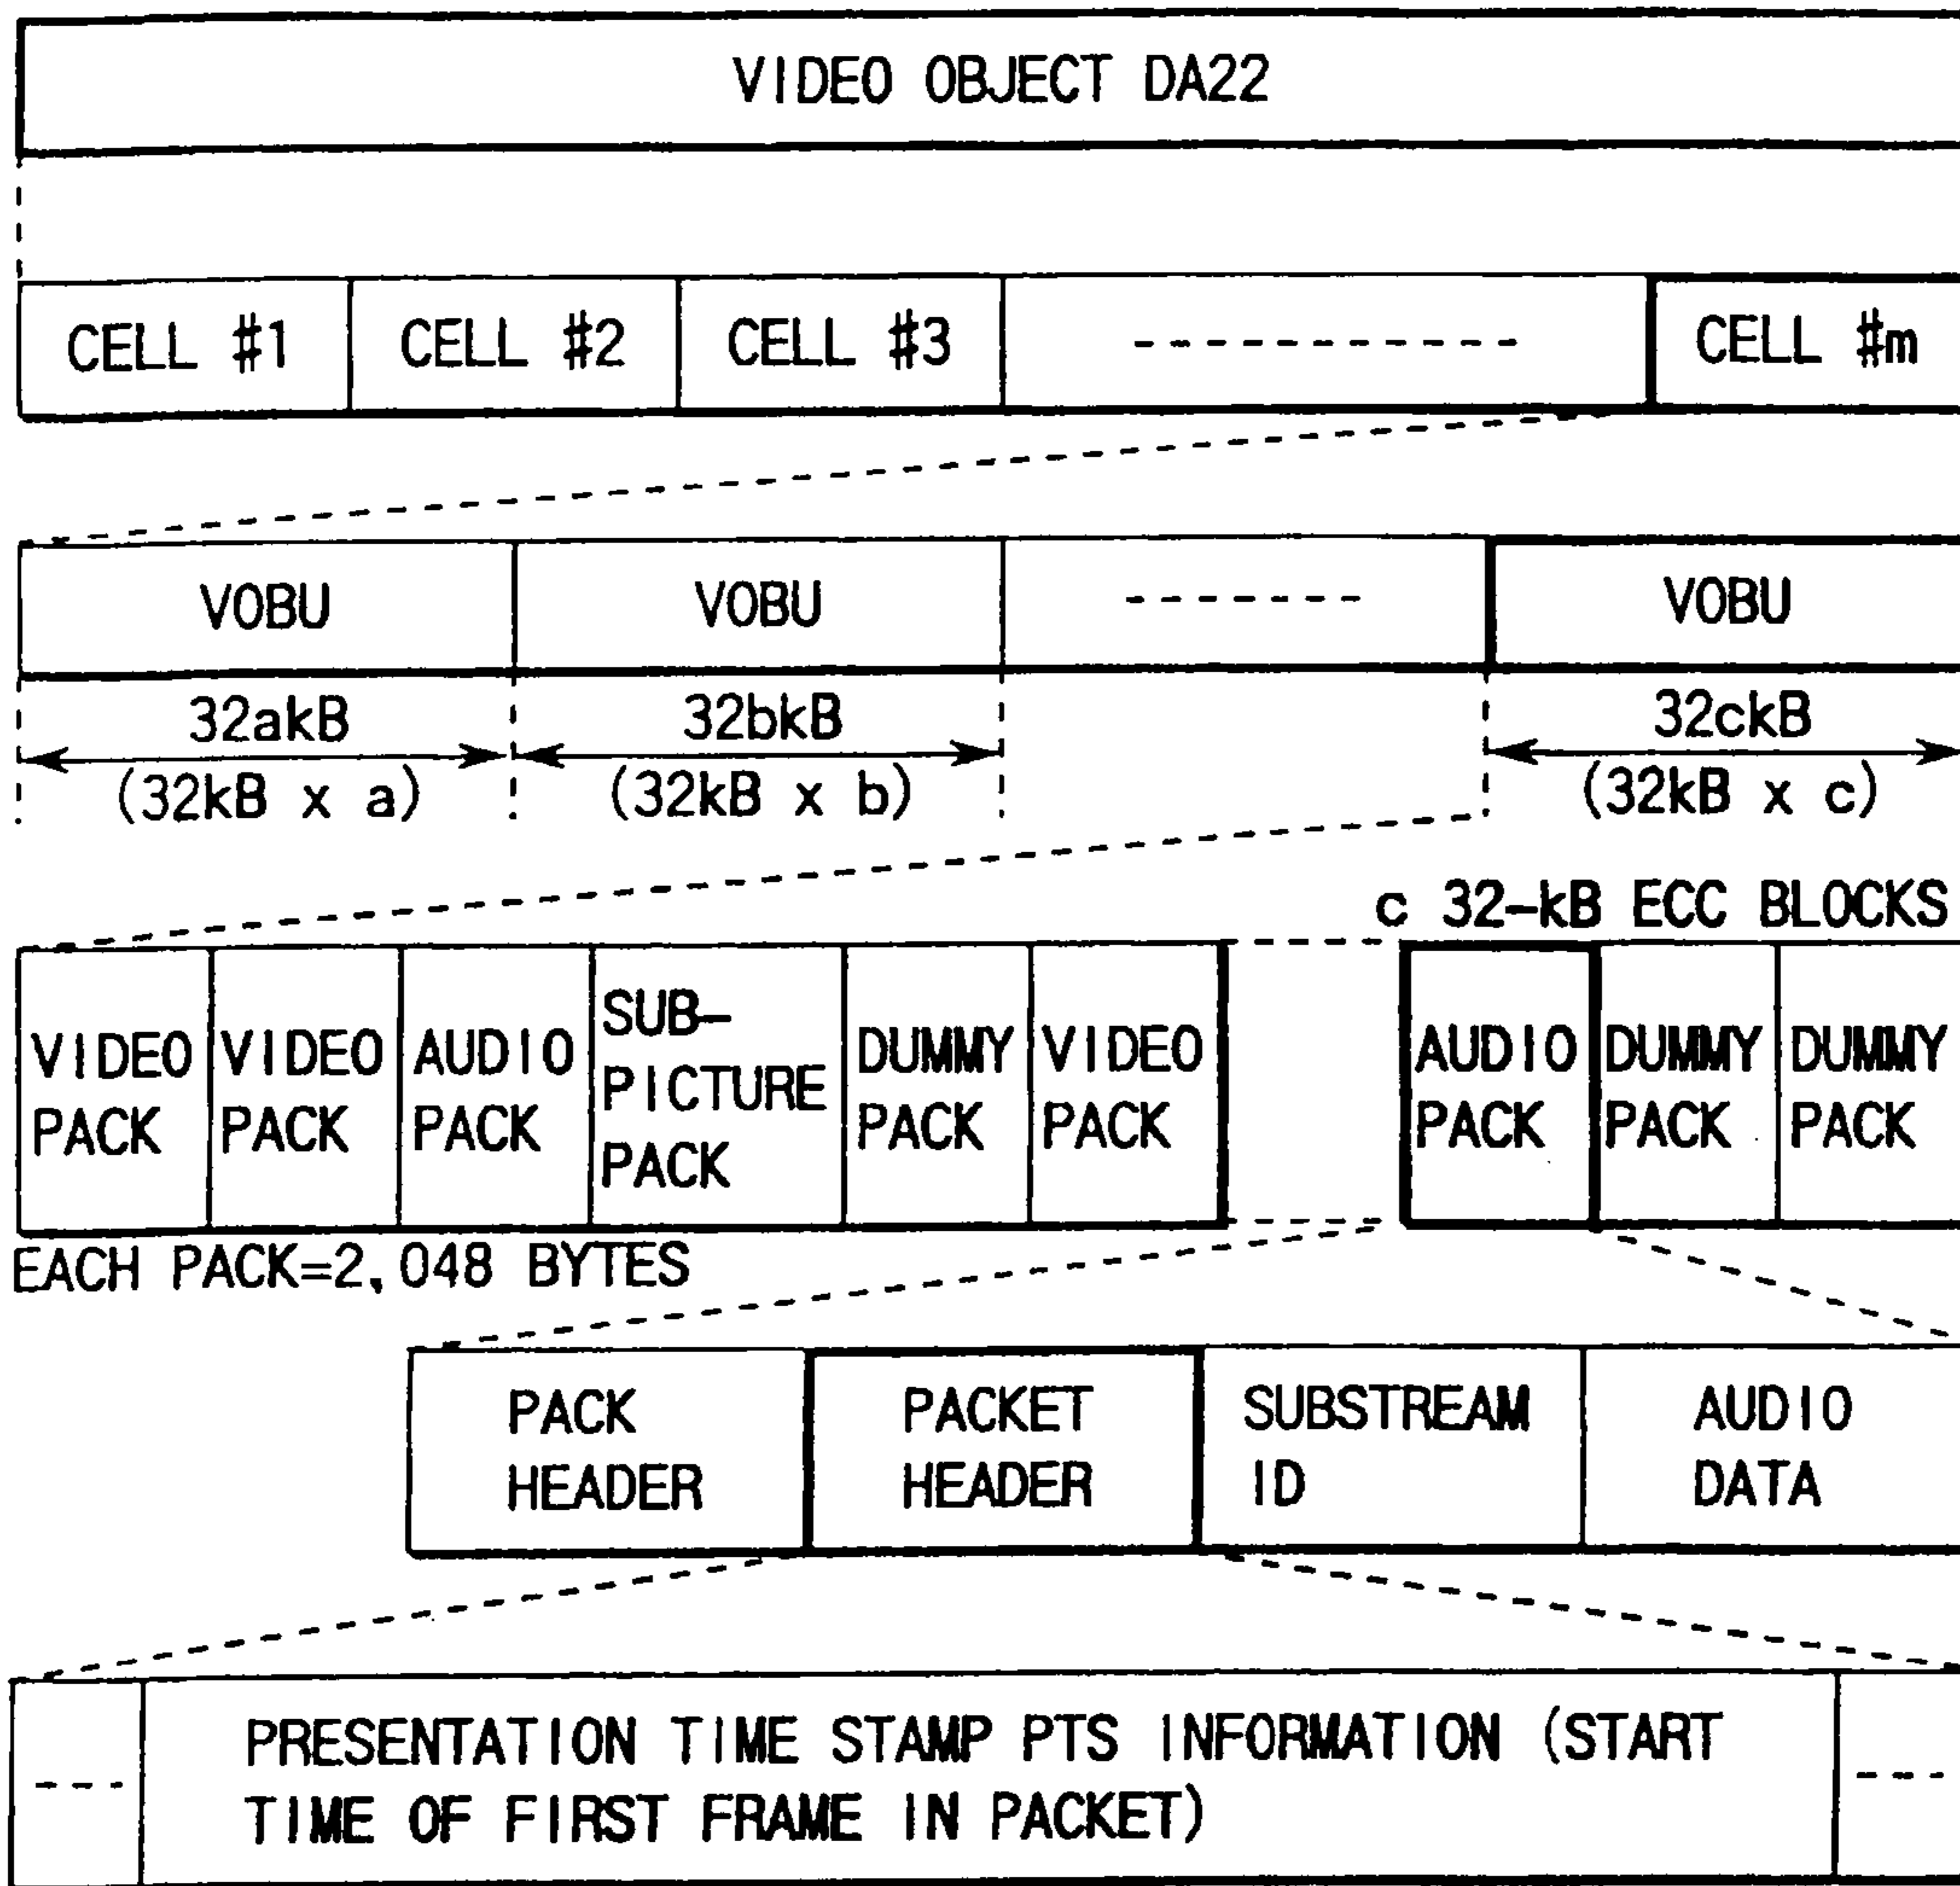 VIDEO OBJECT DA22
CELL #1 CELL #2 CELL #3 ------------ CELL #m
VOBU VOBU ------- VOBU
32akB 32bkB 32ckB
(32kB x a) (32kB x b) (32kB x c)
c 32-kB ECC BLOCKS
VIDEO PACK
VIDEO PACK
AUDIO PACK
SUB-
PICTURE
PACK
DUMMY PACK
VIDEO PACK
AUDIO PACK
DUMMY PACK
DUMMY PACK
EACH PACK=2,048 BYTES
PACK
HEADER
PACKET
HEADER
SUBSTREAM
ID
AUDIO
DATA
--- PRESENTATION TIME STAMP PTS INFORMATION (START
TIME OF FIRST FRAME IN PACKET) ---